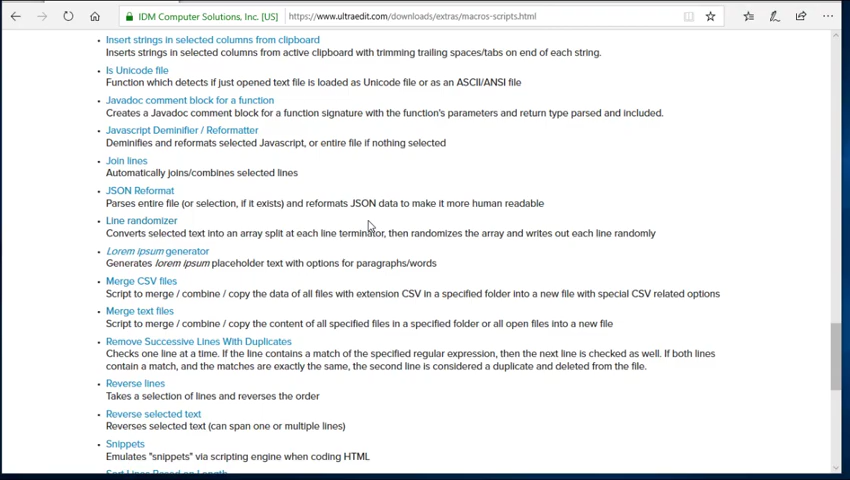 IDM Computer Solutions, Inc. [US]
https://www.ultraedit.com/downloads/extras/macros-scripts.html
Insert strings in selected columns from clipboard
Inserts strings in selected columns from active clipboard with trimming trailing spaces/tabs on end of each string.
Is Unicode file
Function which detects if just opened text file is loaded as Unicode file or as an ASCII/ANSI file
Javadoc comment block for a function
Creates a Javadoc comment block for a function signature with the function's parameters and return type parsed and included.
Javascript Deminifier / Reformatter
Deminifies and reformats selected Javascript, or entire file if nothing selected
Join lines
Automatically joins/combines selected lines
JSON Reformat
Parses entire file (or selection, if it exists) and reformats JSON data to make it more human readable
Line randomizer
Converts selected text into an array split at each line terminator, then randomizes the array and writes out each line randomly
Lorem ipsum generator
Generates lorem ipsum placeholder text with options for paragraphs/words
Merge CSV files
Script to merge / combine / copy the data of all files with extension CSV in a specified folder into a new file with special CSV related options
Merge text files
Script to merge / combine / copy the content of all specified files in a specified folder or all open files into a new file
Remove Successive Lines With Duplicates
Checks one line at a time. If the line contains a match of the specified regular expression, then the next line is checked as well. If both lines
contain a match, and the matches are exactly the same, the second line is considered a duplicate and deleted from the file.
Reverse lines
Takes a selection of lines and reverses the order
Reverse selected text
Reverses selected text (can span one or multiple lines)
Snippets
Emulates "snippets" via scripting engine when coding HTML
Sort Lines Based on Length